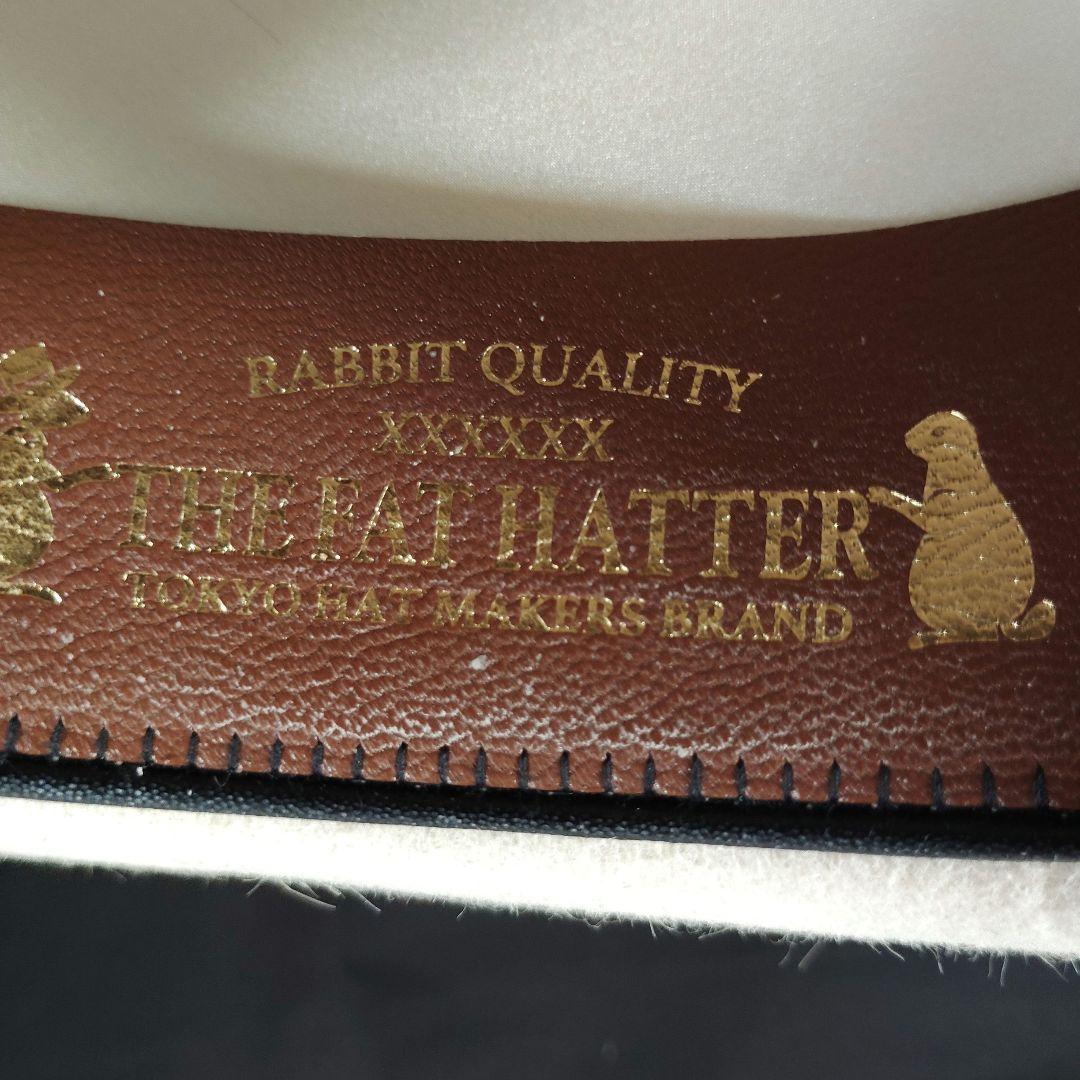 RABBIT QUALITY
XXXXXX
THE FAT HATTER
TOKYO HAT MAKERS BRAND